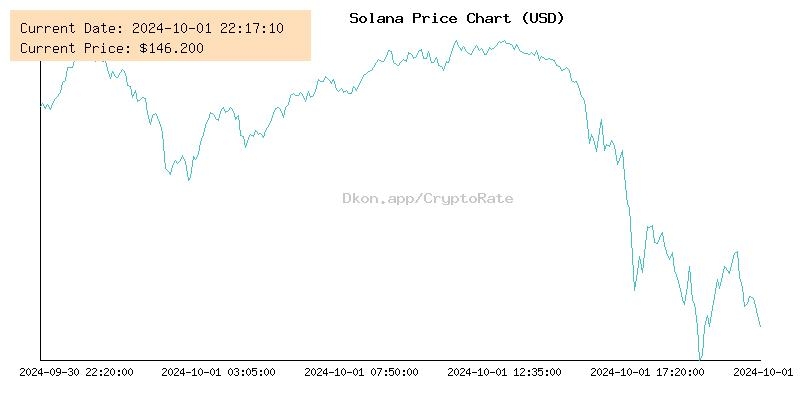 Solana Price Chart (USD)
Current Date: 2024-10-01 22:17:10
Current Price: $146.200
Dkon.app/CryptoRate
2024-09-30 22:20:00 2024-10-01 03:05:00 2024-10-01 07:50:00 2024-10-01 12:35:00 2024-10-01 17:20:00 2024-10-01